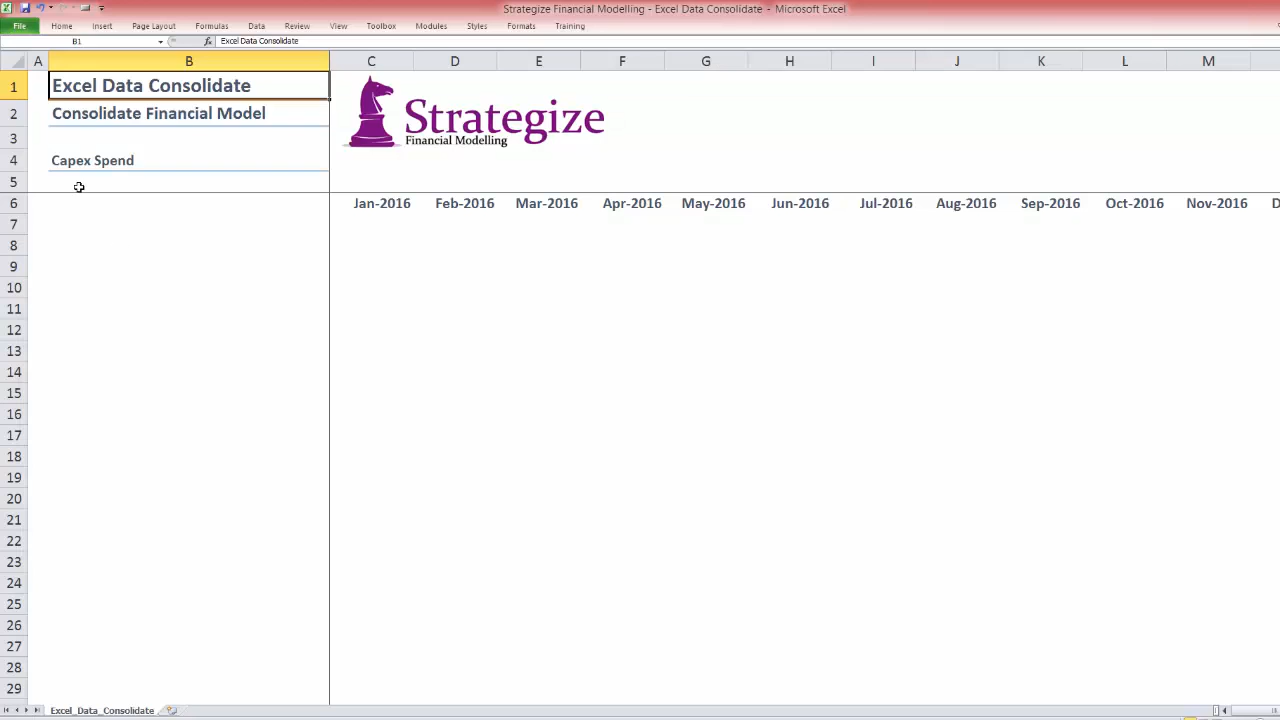 Strategize Financial Modelling - Excel Data Consolidate - Microsoft Excel
File Home Insert Page Layout Formulas Data Review View Toolbox Modules Styles Formats Training
B1 fx Excel Data Consolidate
A B C D E F G H I J K L M
1 Excel Data Consolidate
2 Consolidate Financial Model
Strategize
Financial Modelling
3
4 Capex Spend
5
6 Jan-2016 Feb-2016 Mar-2016 Apr-2016 May-2016 Jun-2016 Jul-2016 Aug-2016 Sep-2016 Oct-2016 Nov-2016 D
7
8
9
10
11
12
13
14
15
16
17
18
19
20
21
22
23
24
25
26
27
28
29
Excel_Data_Consolidate